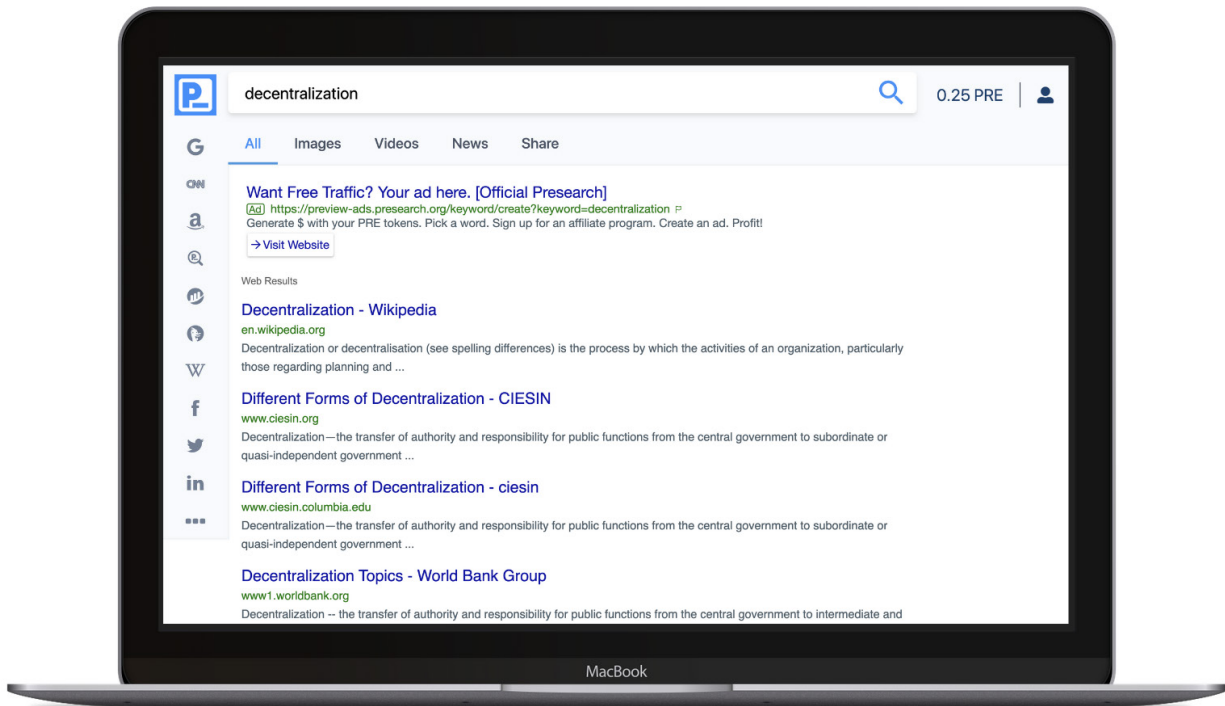 P_
decentralization
0.25 PRE
G
CNN
a
W
f
in
All Images Videos News Share
Want Free Traffic? Your ad here. [Official Presearch]
Ad https://preview-ads.presearch.org/keyword/create?keyword=decentralization
Generate $ with your PRE tokens. Pick a word. Sign up for an affiliate program. Create an ad. Profit!
→ Visit Website
Web Results
Decentralization - Wikipedia
en.wikipedia.org
Decentralization or decentralisation (see spelling differences) is the process by which the activities of an organization, particularly
those regarding planning and ...
Different Forms of Decentralization - CIESIN
www.ciesin.org
Decentralization—the transfer of authority and responsibility for public functions from the central government to subordinate or
quasi-independent government ...
Different Forms of Decentralization - ciesin
www.ciesin.columbia.edu
Decentralization—the transfer of authority and responsibility for public functions from the central government to subordinate or
quasi-independent government ...
Decentralization Topics - World Bank Group
www1.worldbank.org
Decentralization -- the transfer of authority and responsibility for public functions from the central government to intermediate and
MacBook